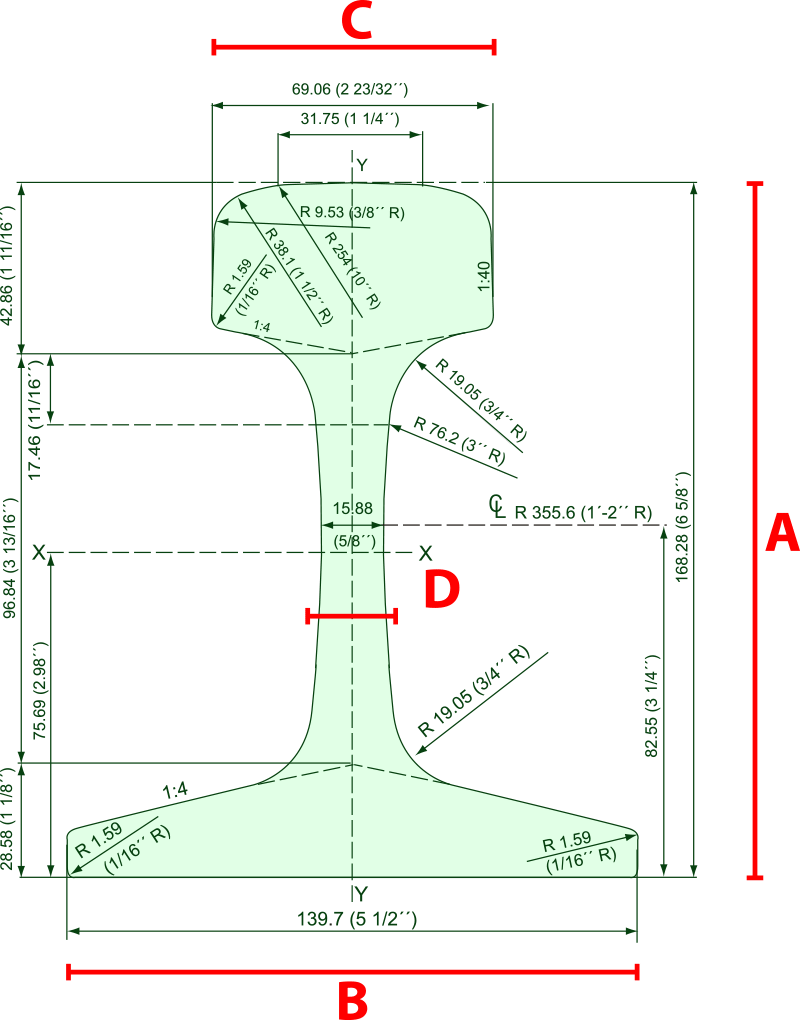 C
69.06 (2 23/32´´)
31.75 (1 1/4´´)
Y
42.86 (1 11/16´´)
R 9.53 (3/8´´ R)
R 38.1 (1 1/2´´ R)
R 254 (10´´ R)
R 1.59
(1/16´´ R)
1:40
1:4
17.46 (11/16´´)
R 19.05 (3/4´´ R)
R 76.2 (3´´ R)
96.84 (3 13/16´´)
15.88
(5/8´´)
℄ R 355.6 (1´-2´´ R)
168.28 (6 5/8´´)
A
X
X
D
75.69 (2.98´´)
R 19.05 (3/4´´ R)
82.55 (3 1/4´´)
28.58 (1 1/8´´)
1:4
R 1.59
(1/16´´ R)
R 1.59
(1/16´´ R)
Y
139.7 (5 1/2´´)
B